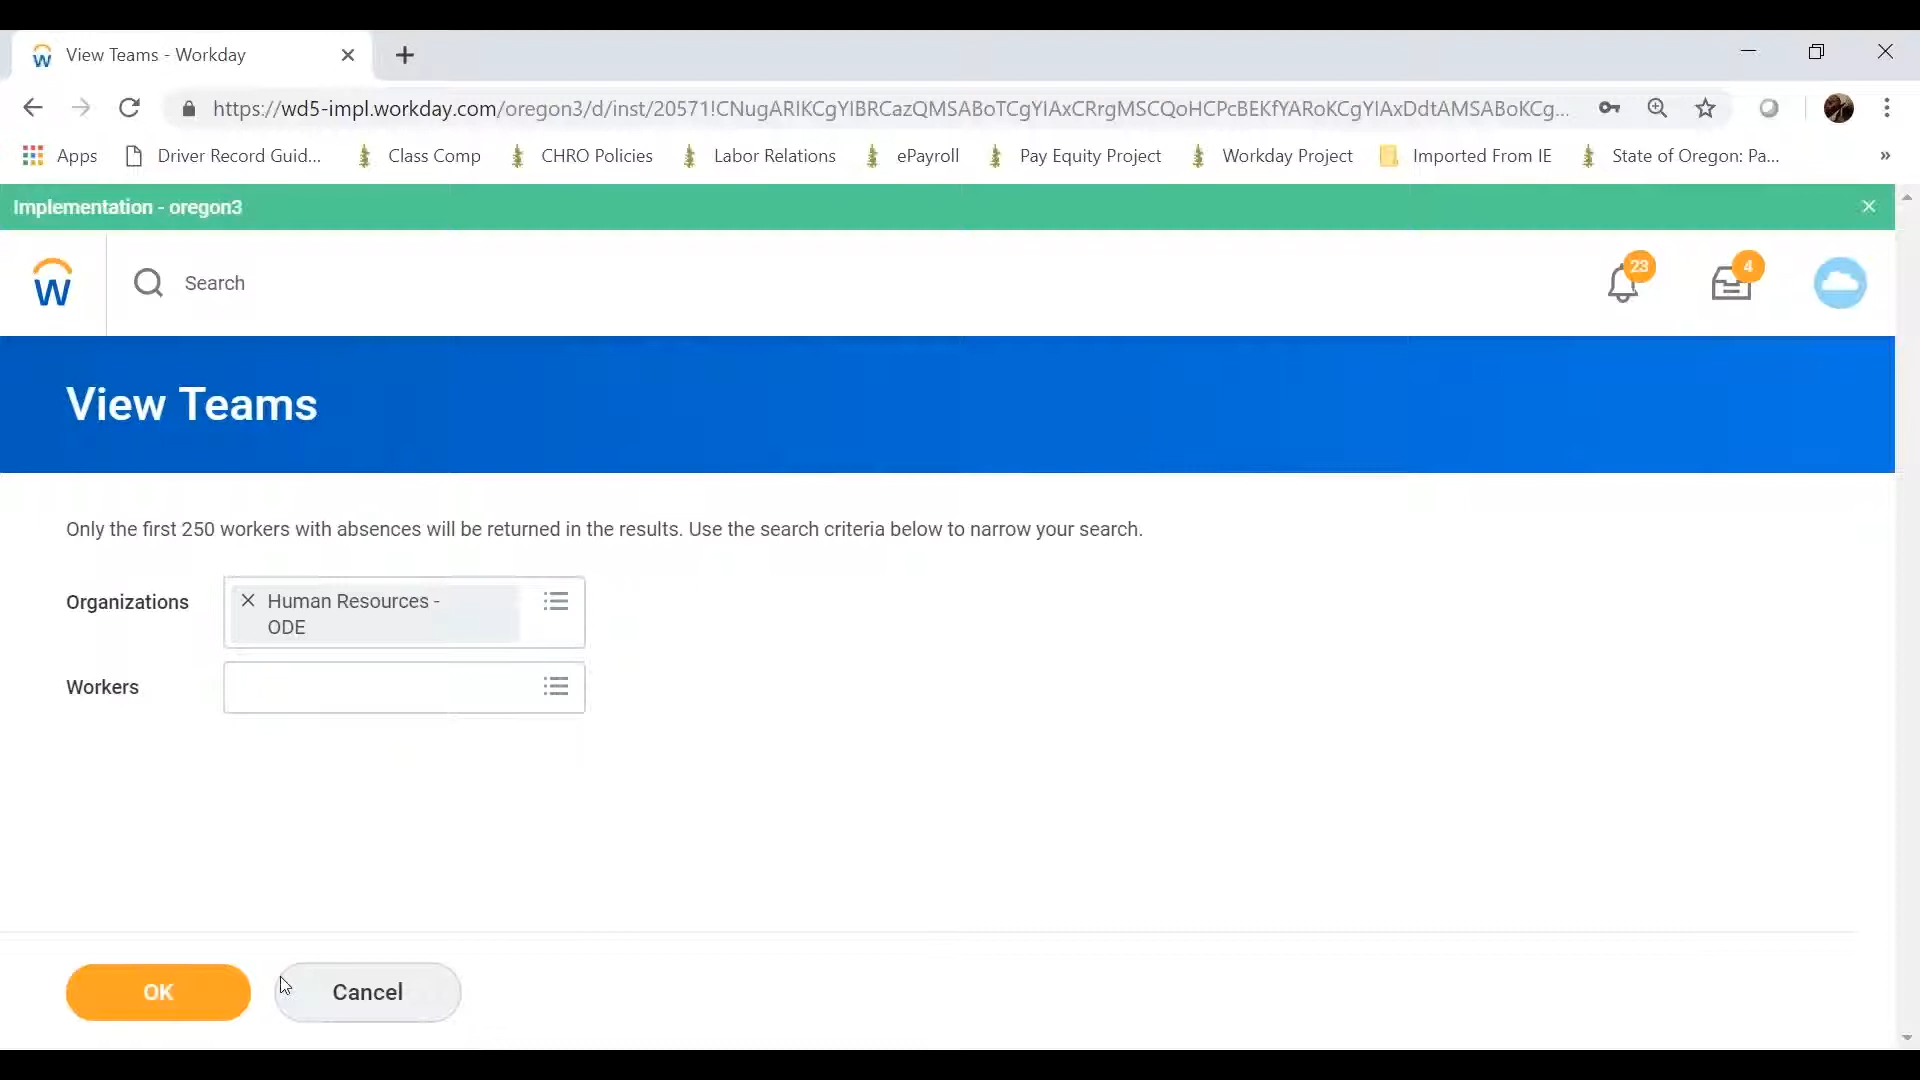 View Teams - Workday
https://wd5-impl.workday.com/oregon3/d/inst/20571!CNugARIKCgYIBRCazQMSABoTCgYIAxCRrgMSCQoHCPcBEKfYARoKCgYIAxDdtAMSABoKCg...
Apps Driver Record Guid... Class Comp CHRO Policies Labor Relations ePayroll Pay Equity Project Workday Project Imported From IE State of Oregon: Pa... »
Implementation - oregon3
W Search 23 4
View Teams
Only the first 250 workers with absences will be returned in the results. Use the search criteria below to narrow your search.
Organizations Human Resources -
ODE
Workers
OK Cancel